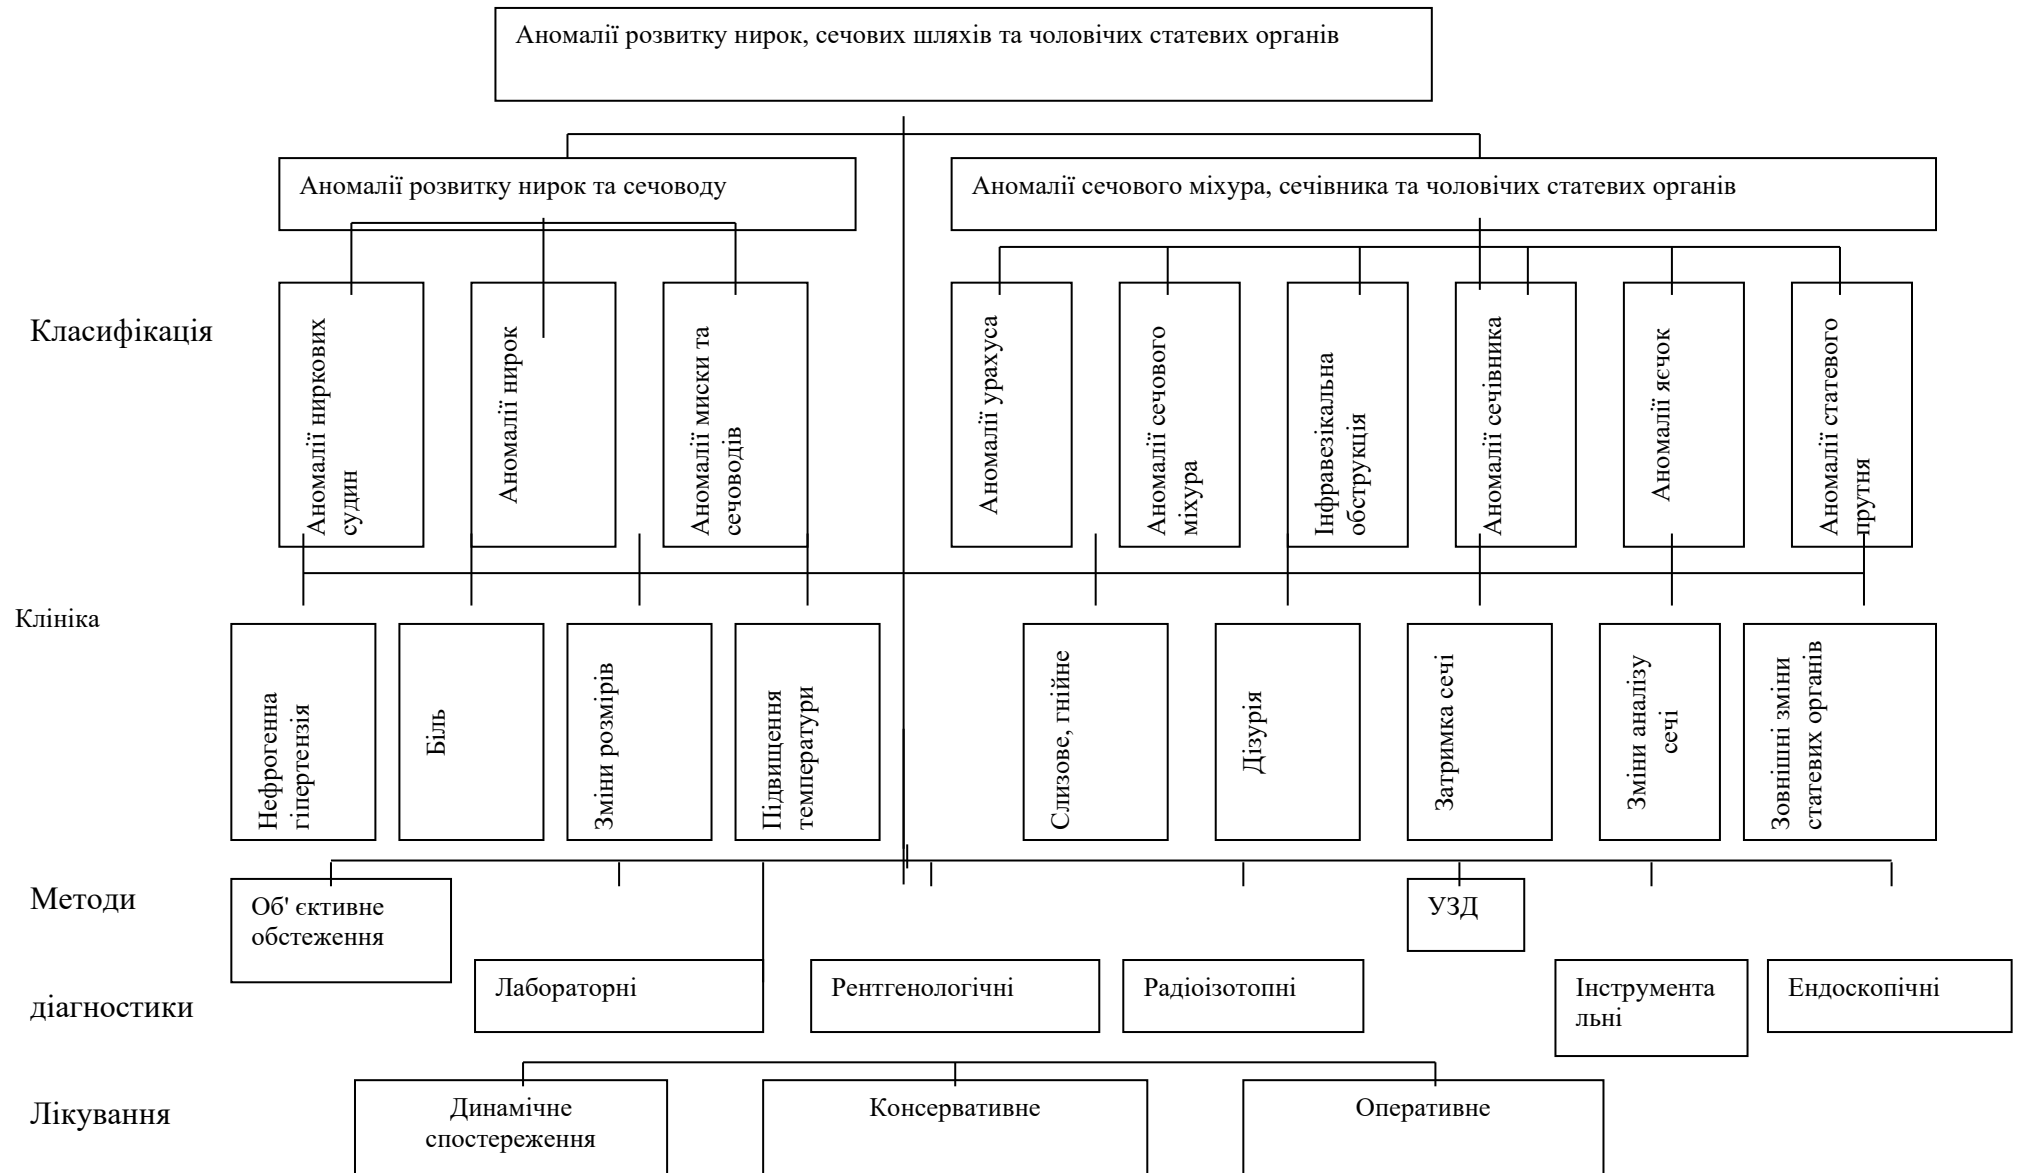 Аномалії розвитку нирок, сечових шляхів та чоловічих статевих органів
Аномалії розвитку нирок та сечоводу
Аномалії сечового міхура, сечівника та чоловічих статевих органів
Класифікація
Аномалії ниркових
судин
Аномалії нирок
Аномалії миски та
сечоводів
Аномалії урахуса
Аномалії сечового
міхура
Інфравезікальна
обструкція
Аномалії сечівника
Аномалії яєчок
Аномалії статевого
прутня
Клініка
Нефрогенна
гіпертензія
Біль
Зміни розмірів
Підвищення
температури
Слизове, гнійне
Дізурія
Затримка сечі
Зміни аналізу
сечі
Зовнішні зміни
статевих органів
Методи
Об' єктивне
обстеження
УЗД
діагностики
Лабораторні
Рентгенологічні
Радіоізотопні
Інструмента
льні
Ендоскопічні
Лікування
Динамічне
спостереження
Консервативне
Оперативне